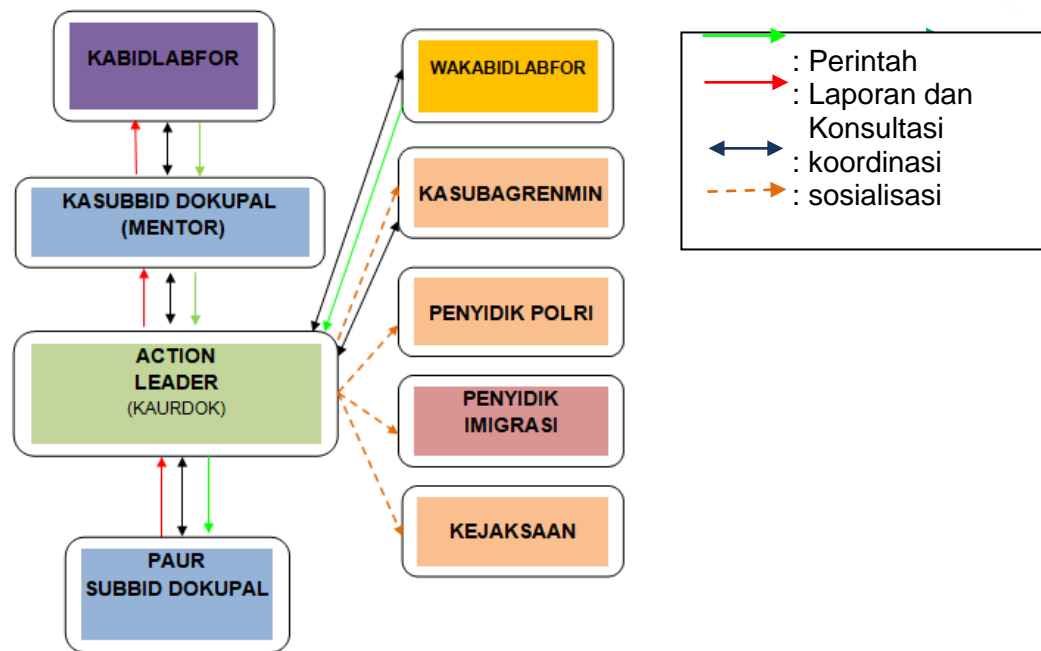 KABIDLABFOR
WAKABIDLABFOR
: Perintah
: Laporan dan
Konsultasi
: koordinasi
: sosialisasi
KASUBBID DOKUPAL
(MENTOR)
KASUBAGRENMIN
PENYIDIK POLRI
ACTION
LEADER
(KAURDOK)
PENYIDIK
IMIGRASI
KEJAKSAAN
PAUR
SUBBID DOKUPAL